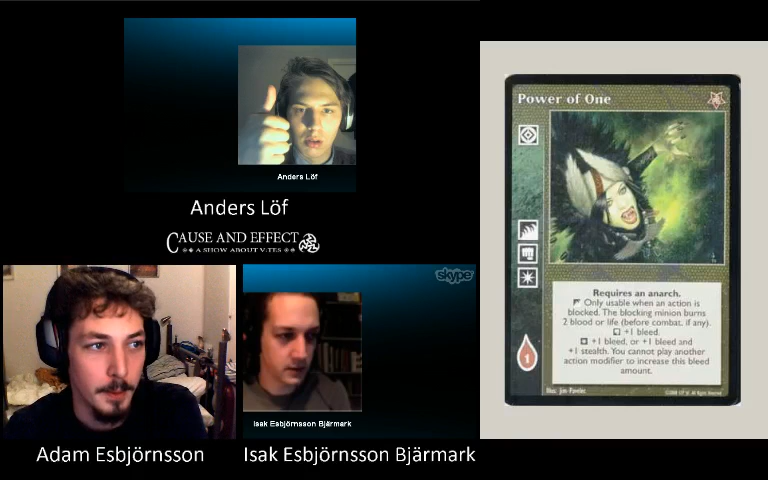 Anders Löf
Anders Löf
CAUSE AND EFFECT
A SHOW ABOUT V:TES
skype
Isak Esbjörnsson Bjärmark
Adam Esbjörnsson
Isak Esbjörnsson Bjärmark
Power of One
Requires an anarch.
Only usable when an action is
blocked. The blocking minion burns
2 blood or life (before combat, if any).
+1 bleed.
+1 bleed, or +1 bleed and
+1 stealth. You cannot play another
action modifier to increase this bleed
amount.
1
Illus: Jim Pavelec